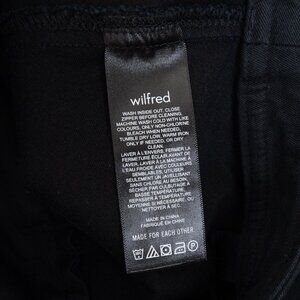 wilfred
WASH INSIDE OUT. CLOSE
ZIPPER BEFORE CLEANING.
MACHINE WASH COLD WITH LIKE
COLOURS, ONLY NON-CHLORINE
BLEACH WHEN NEEDED.
TUMBLE DRY LOW. WARM IRON
ONLY IF NEEDED, OR DRY
CLEAN.
LAVER À L'ENVERS. FERMER LA
FERMETURE ÉCLAIR AVANT DE
LAVER À LA MACHINE À
L'EAU FROIDE AVEC COULEURS
SEMBLABLES, UTILISER
SEULEMENT UN JAVELLISANT
SANS CHLORE AU BESOIN.
SÉCHER PAR CULBUTAGE À
BASSE TEMPÉRATURE.
REPASSER À TEMPÉRATURE
MOYENNE AU BESOIN, OU
NETTOYER À SEC.
MADE IN CHINA
FABRIQUÉ EN CHINE
MADE FOR EACH OTHER.